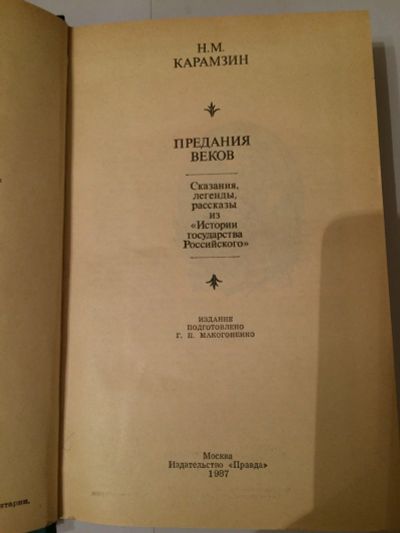 Н.М.
КАРАМЗИН
ПРЕДАНИЯ
ВЕКОВ
Сказания,
легенды,
рассказы
из
«Истории
государства
Российского»
ИЗДАНИЕ
ПОДГОТОВЛЕНО
Г. П. МАКОГОНЕНКО
Москва
Издательство «Правда»
1987